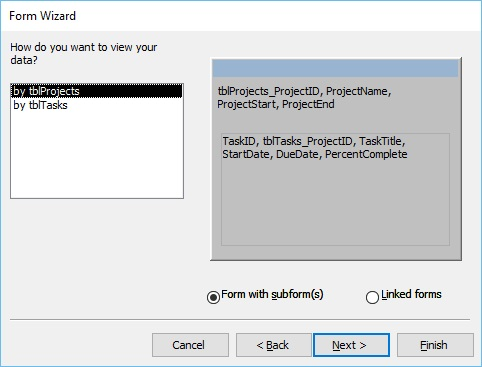 Form Wizard
How do you want to view your
data?
by tblProjects
by tblTasks
tblProjects_ProjectID, ProjectName,
ProjectStart, ProjectEnd
TaskID, tblTasks_ProjectID, TaskTitle,
StartDate, DueDate, PercentComplete
Form with subform(s)
Linked forms
Cancel
< Back
Next >
Finish